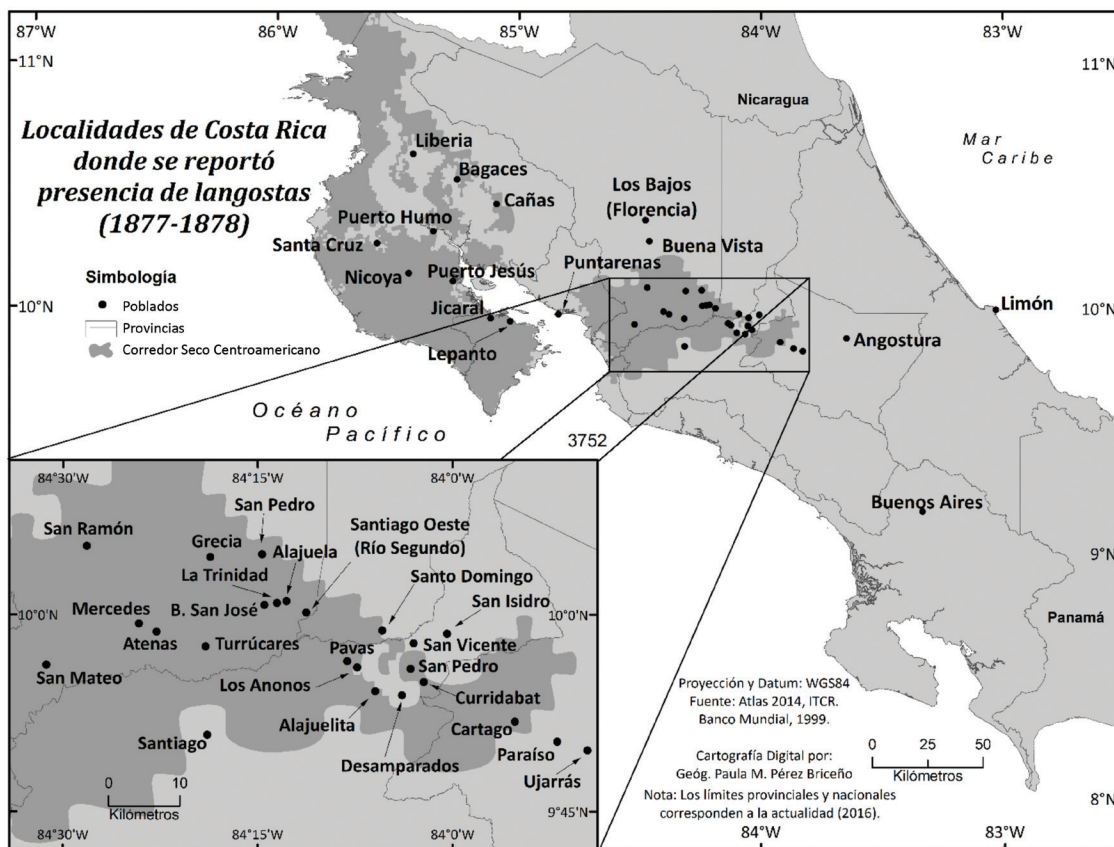 87°W
86°W
85°W
84°W
83°W
11°N
11°N
Nicaragua
Mar
Caribe
Localidades de Costa Rica
donde se reportó
presencia de langostas
(1877-1878)
Liberia
Bagaces
Cañas
Los Bajos
(Florencia)
Puerto Humo
Santa Cruz
Buena Vista
Nicoya
Puerto Jesús
Puntarenas
Simbología
Poblados
Provincias
Corredor Seco Centroamericano
Jicaral
Lepanto
10°N
10°N
Limón
Angostura
Océano
Pacífico
3752
Buenos Aires
9°N
Panamá
84°30'W
84°15'W
84°0'W
San Pedro
San Ramón
Grecia
Alajuela
Santiago Oeste
(Río Segundo)
La Trinidad
Santo Domingo
B. San José
San Isidro
10°0'N
10°0'N
Mercedes
Atenas
Turrúcares
Pavas
San Vicente
San Pedro
San Mateo
Los Anonos
Curridabat
Alajuelita
Cartago
Santiago
Desamparados
Paraíso
Ujarrás
0
10
Kilómetros
9°45'N
84°30'W
84°15'W
84°0'W
Proyección y Datum: WGS84
Fuente: Atlas 2014, ITCR.
Banco Mundial, 1999.
Cartografía Digital por:
Geóg. Paula M. Pérez Briceño
Nota: Los límites provinciales y nacionales
corresponden a la actualidad (2016).
0
25
50
Kilómetros
8°N
84°W
83°W